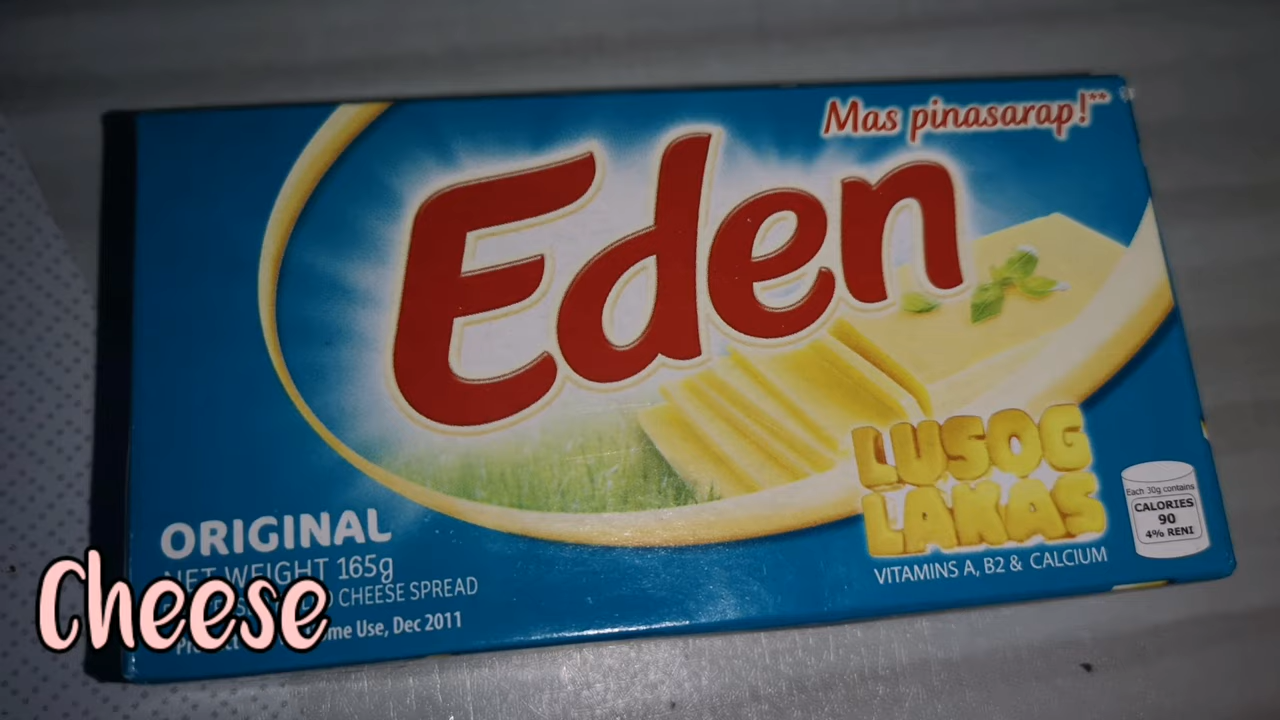 Mas pinasarap!**
Eden
LUSOG
LAKAS
VITAMINS A, B2 & CALCIUM
Each 30g contains
CALORIES
90
4% RENI
ORIGINAL
NET WEIGHT 165g
CHEESE SPREAD
Use, Dec 2011
Cheese